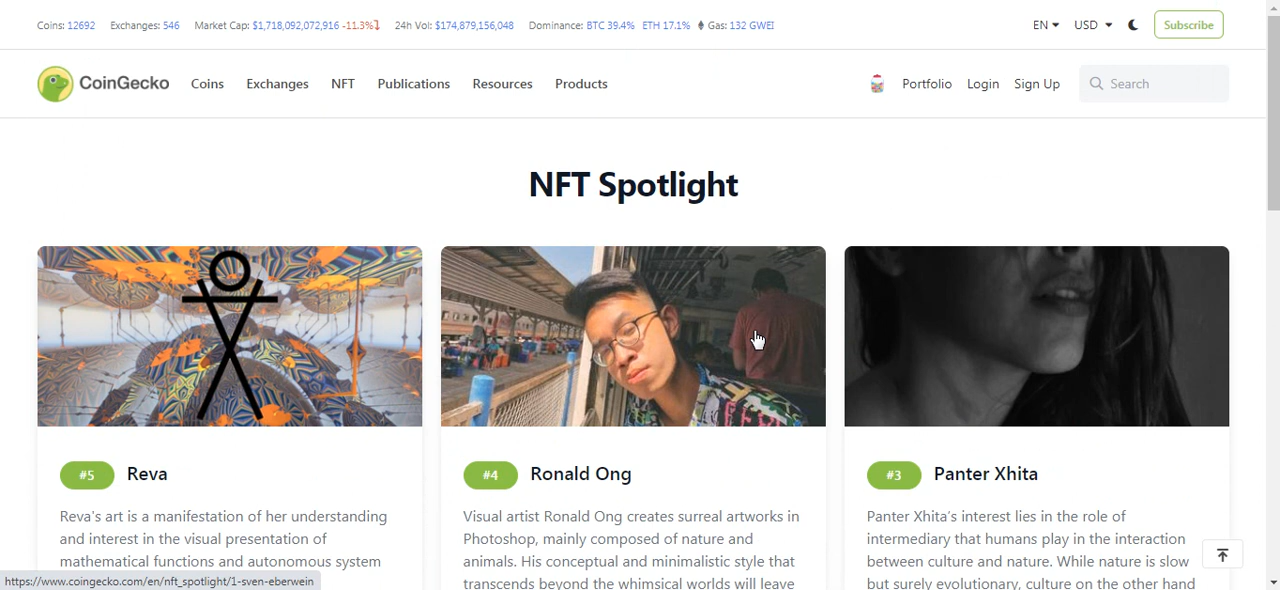 Coins: 12692 Exchanges: 546 Market Cap: $1,718,092,072,916 -11.3% 24h Vol: $174,879,156,048 Dominance: BTC 39.4% ETH 17.1% Gas: 132 GWEI EN USD Subscribe
CoinGecko Coins Exchanges NFT Publications Resources Products Portfolio Login Sign Up Search
NFT Spotlight
#5 Reva
Reva's art is a manifestation of her understanding
and interest in the visual presentation of
mathematical functions and autonomous system
#4 Ronald Ong
Visual artist Ronald Ong creates surreal artworks in
Photoshop, mainly composed of nature and
animals. His conceptual and minimalistic style that
transcends beyond the whimsical worlds will leave
#3 Panter Xhita
Panter Xhita's interest lies in the role of
intermediary that humans play in the interaction
between culture and nature. While nature is slow
but surely evolutionary, culture on the other hand
https://www.coingecko.com/en/nft_spotlight/1-sven-eberwein